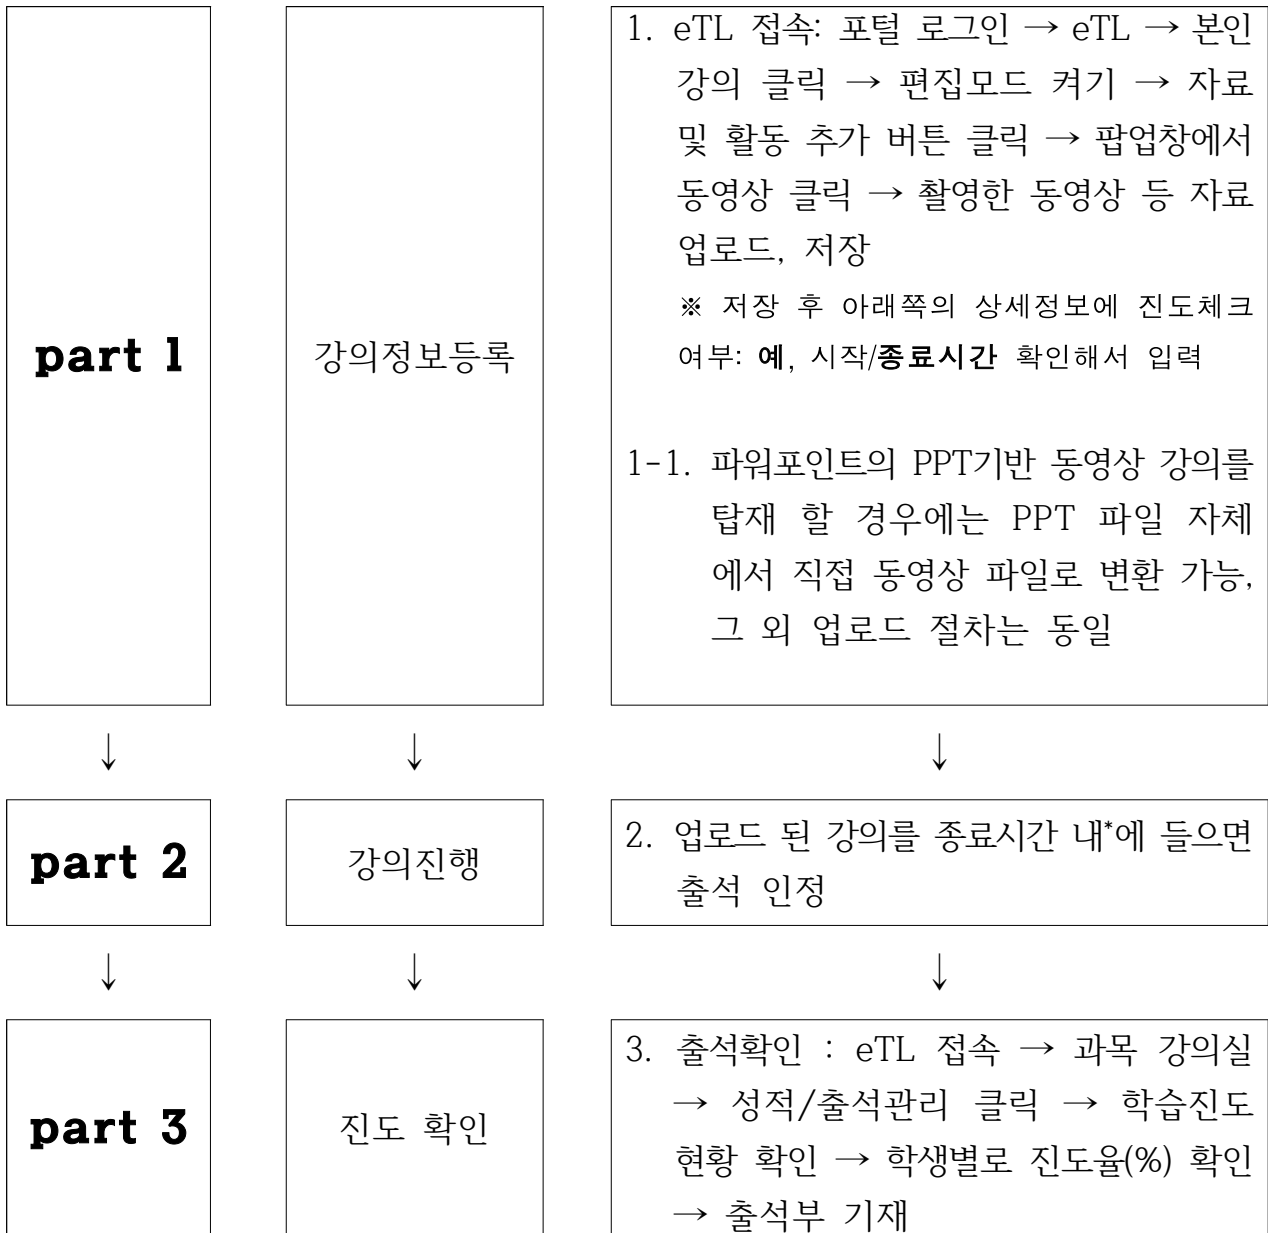 part 1
강의정보등록
1. eTL 접속: 포털 로그인 → eTL → 본인
강의 클릭 → 편집모드 켜기 → 자료
및 활동 추가 버튼 클릭 → 팝업창에서
동영상 클릭 → 촬영한 동영상 등 자료
업로드, 저장
※ 저장 후 아래쪽의 상세정보에 진도체크
여부: 예, 시작/종료시간 확인해서 입력
1-1. 파워포인트의 PPT기반 동영상 강의를
탑재 할 경우에는 PPT 파일 자체
에서 직접 동영상 파일로 변환 가능,
그 외 업로드 절차는 동일
↓ ↓ ↓
part 2
강의진행
2. 업로드 된 강의를 종료시간 내*에 들으면
출석 인정
↓ ↓ ↓
part 3
진도 확인
3. 출석확인 : eTL 접속 → 과목 강의실
→ 성적/출석관리 클릭 → 학습진도
현황 확인 → 학생별로 진도율(%) 확인
→ 출석부 기재